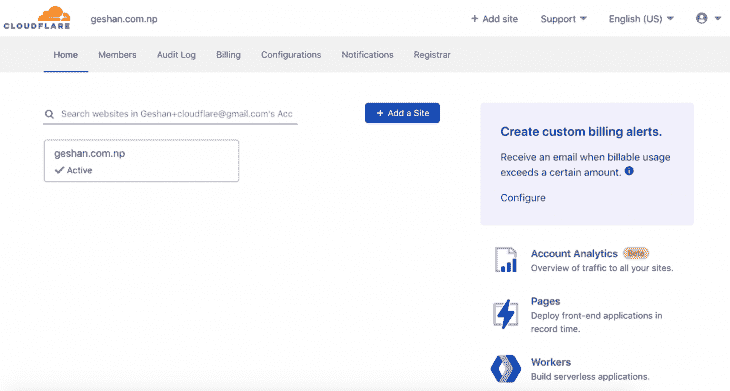 CLOUDFLARE
geshan.com.np
+ Add site
Support
English (US)
Home
Members
Audit Log
Billing
Configurations
Notifications
Registrar
Search websites in Geshan+cloudflare@gmail.com's Acc
+ Add a Site
geshan.com.np
Active
Create custom billing alerts.
Receive an email when billable usage
exceeds a certain amount.
Configure
Account Analytics Beta
Overview of traffic to all your sites.
Pages
Deploy front-end applications in
record time.
Workers
Build serverless applications.